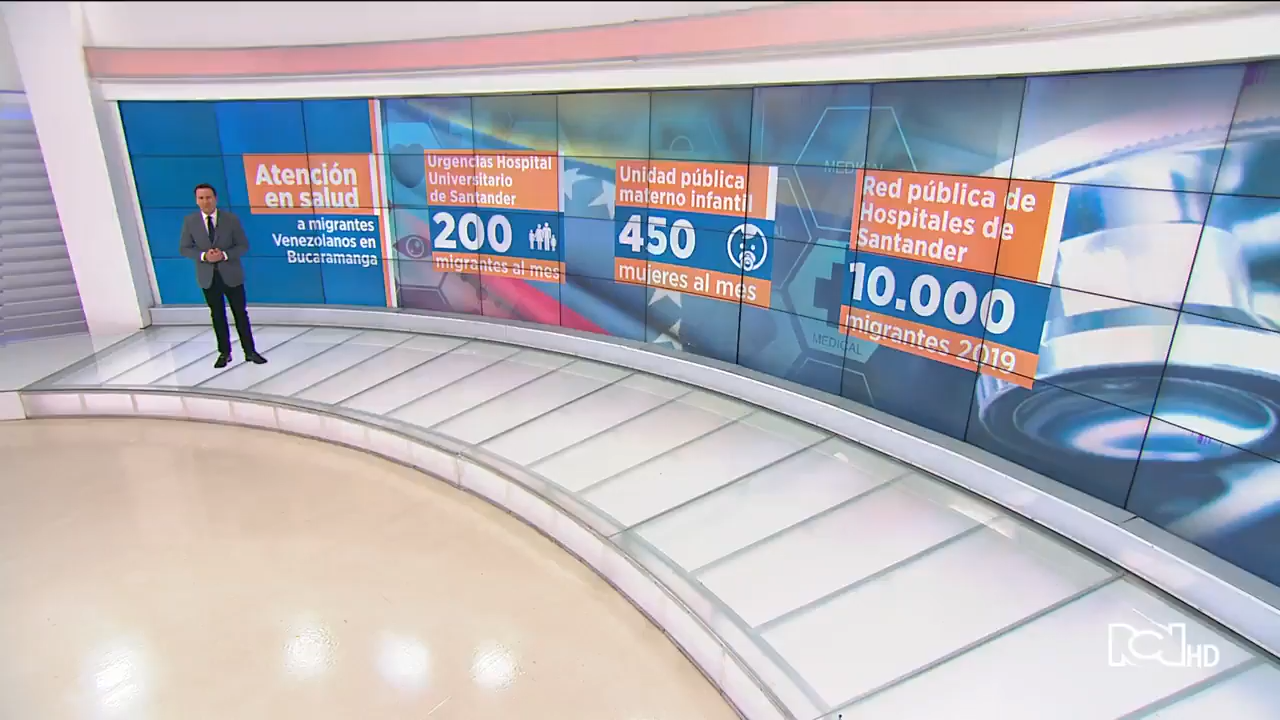 Atención
en salud
a migrantes
Venezolanos en
Bucaramanga
Urgencias Hospital
Universitario
de Santander
200
migrantes al mes
Unidad pública
materno infantil
450
mujeres al mes
Red pública de
Hospitales de
Santander
10.000
migrantes 2019
MEDICAL
MEDICAL
RCN HD